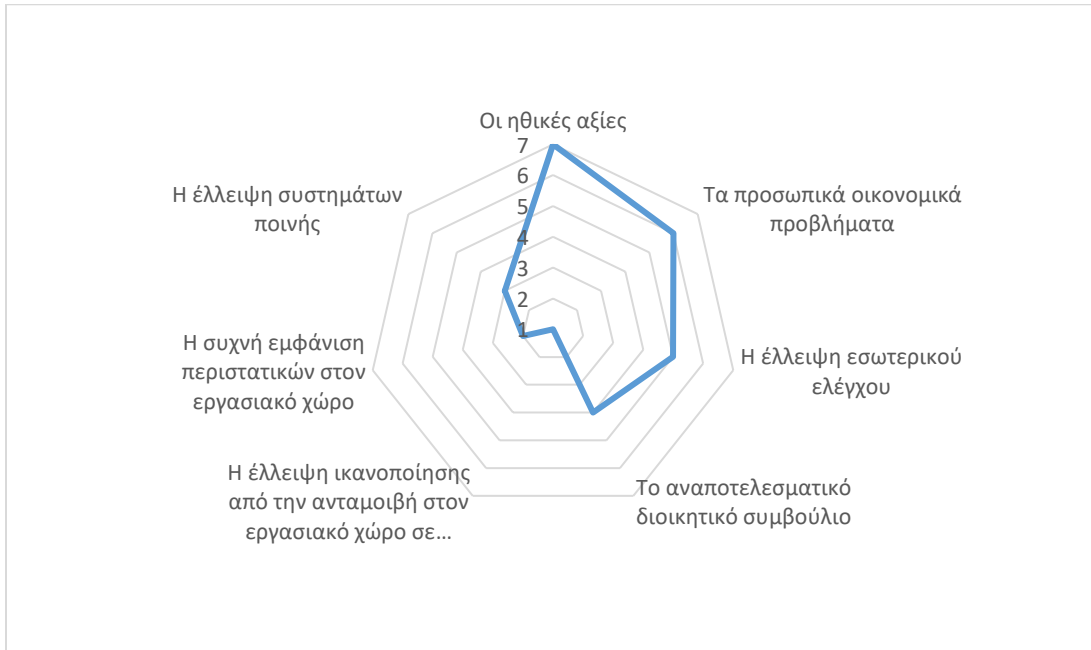 Οι ηθικές αξίες
7
6
5
4
3
2
1
Τα προσωπικά οικονομικά
προβλήματα
Η έλλειψη εσωτερικού
ελέγχου
Το αναποτελεσματικό
διοικητικό συμβούλιο
Η έλλειψη ικανοποίησης
από την ανταμοιβή στον
εργασιακό χώρο σε...
Η συχνή εμφάνιση
περιστατικών στον
εργασιακό χώρο
Η έλλειψη συστημάτων
ποινής